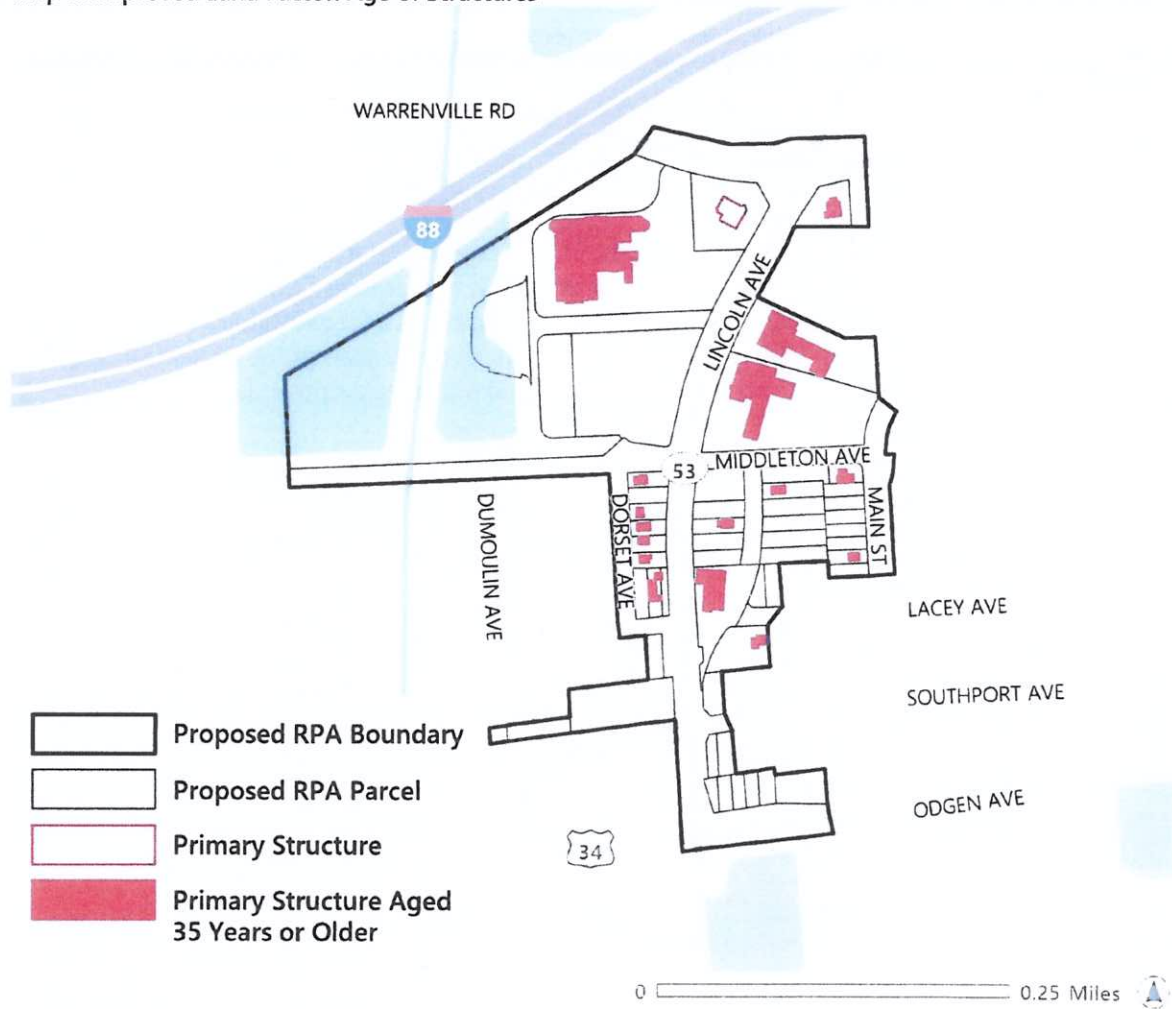 WARRENVILLE RD
88
LINCOLN AVE
MIDDLETON AVE
53
DUMOULIN AVE
DORSET AVE
MAIN ST
LACEY AVE
SOUTHPORT AVE
ODGEN AVE
34
Proposed RPA Boundary
Proposed RPA Parcel
Primary Structure
Primary Structure Aged
35 Years or Older
0 0.25 Miles